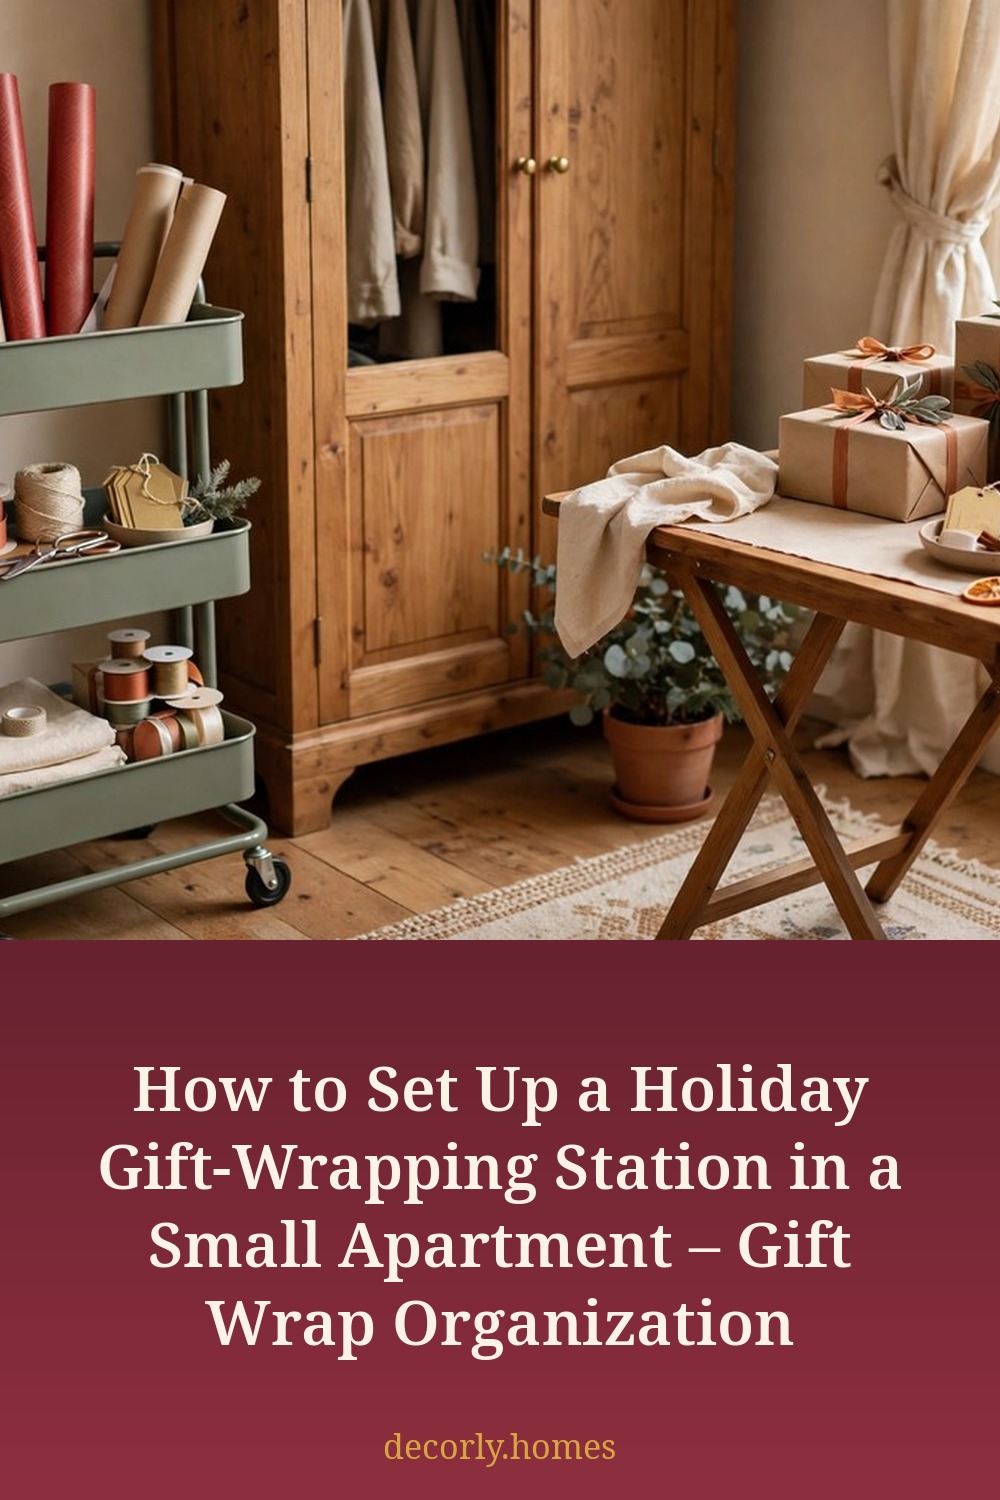 How to Set Up a Holiday
Gift-Wrapping Station in a
Small Apartment – Gift
Wrap Organization
decorly.homes